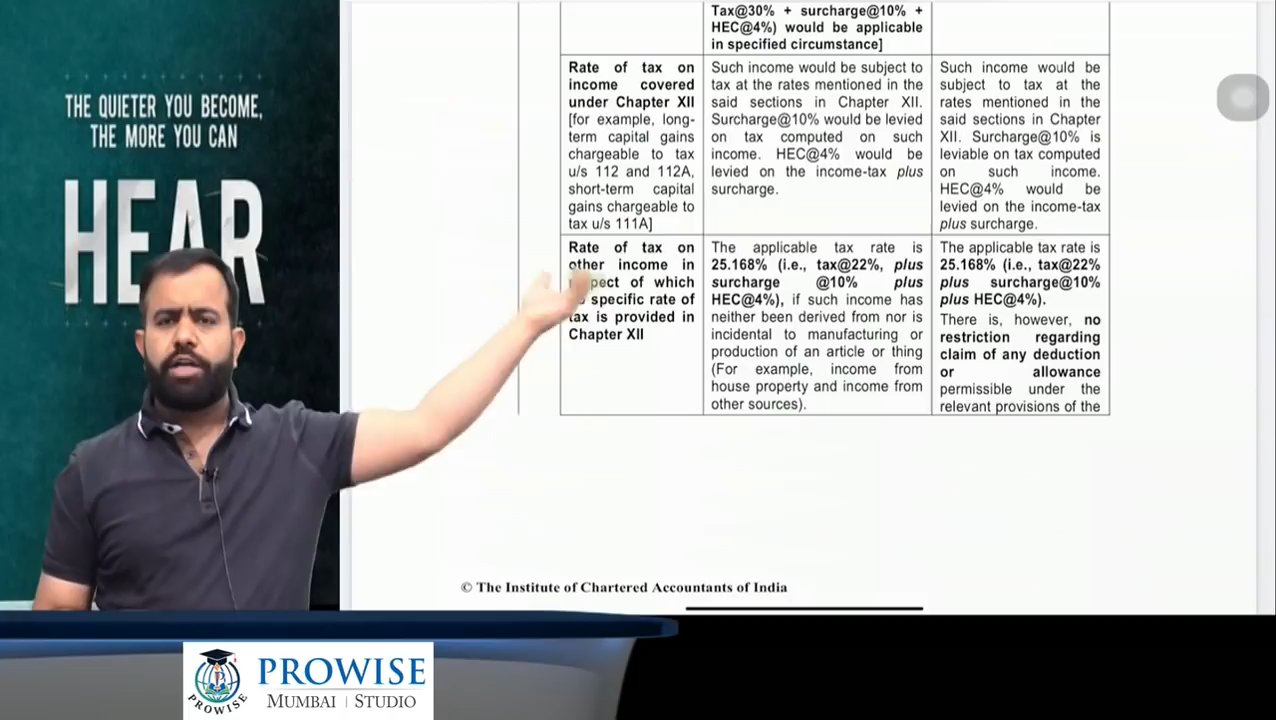 THE QUIETER YOU BECOME,
THE MORE YOU CAN
HEAR
Tax@30% + surcharge@10% +
HEC@4%) would be applicable
in specified circumstance]
Rate of tax on
income covered
under Chapter XII
[for example, long-
term capital gains
chargeable to tax
u/s 112 and 112A,
short-term capital
gains chargeable to
tax u/s 111A]
Such income would be subject to
tax at the rates mentioned in the
said sections in Chapter XII.
Surcharge@10% would be levied
on tax computed on such
income. HEC@4% would be
levied on the income-tax plus
surcharge.
Such income would be
subject to tax at the
rates mentioned in the
said sections in Chapter
XII. Surcharge@10% is
leviable on tax computed
on such income.
HEC@4% would be
levied on the income-tax
plus surcharge.
Rate of tax on
other income in
of which
specific rate of
tax is provided in
Chapter XII
The applicable tax rate is
25.168% (i.e., tax@22%, plus
surcharge @10% plus
HEC@4%), if such income has
neither been derived from nor is
incidental to manufacturing or
production of an article or thing
(For example, income from
house property and income from
other sources).
The applicable tax rate is
25.168% (i.e., tax@22%
plus surcharge@10%
plus HEC@4%).
There is, however, no
restriction regarding
claim of any deduction
or allowance
permissible under the
relevant provisions of the
© The Institute of Chartered Accountants of India
PROWISE
PROWISE
MUMBAI | STUDIO